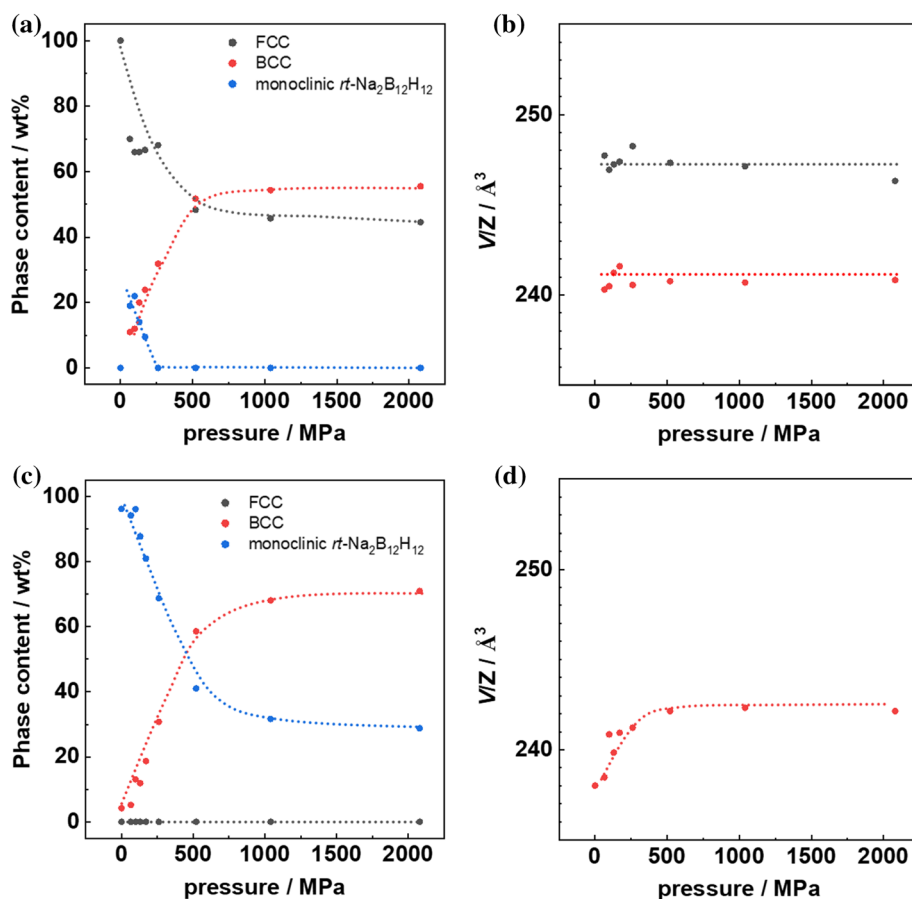 (a)
Phase content / wt%
100
80
60
40
20
0
FCC
BCC
monoclinic rt-Na₂B₁₂H₁₂
0 500 1000 1500 2000
pressure / MPa
(b)
V/Z / Å³
250
240
0 500 1000 1500 2000
pressure / MPa
(c)
Phase content / wt%
100
80
60
40
20
0
FCC
BCC
monoclinic rt-Na₂B₁₂H₁₂
0 500 1000 1500 2000
pressure / MPa
(d)
V/Z / Å³
250
240
0 500 1000 1500 2000
pressure / MPa